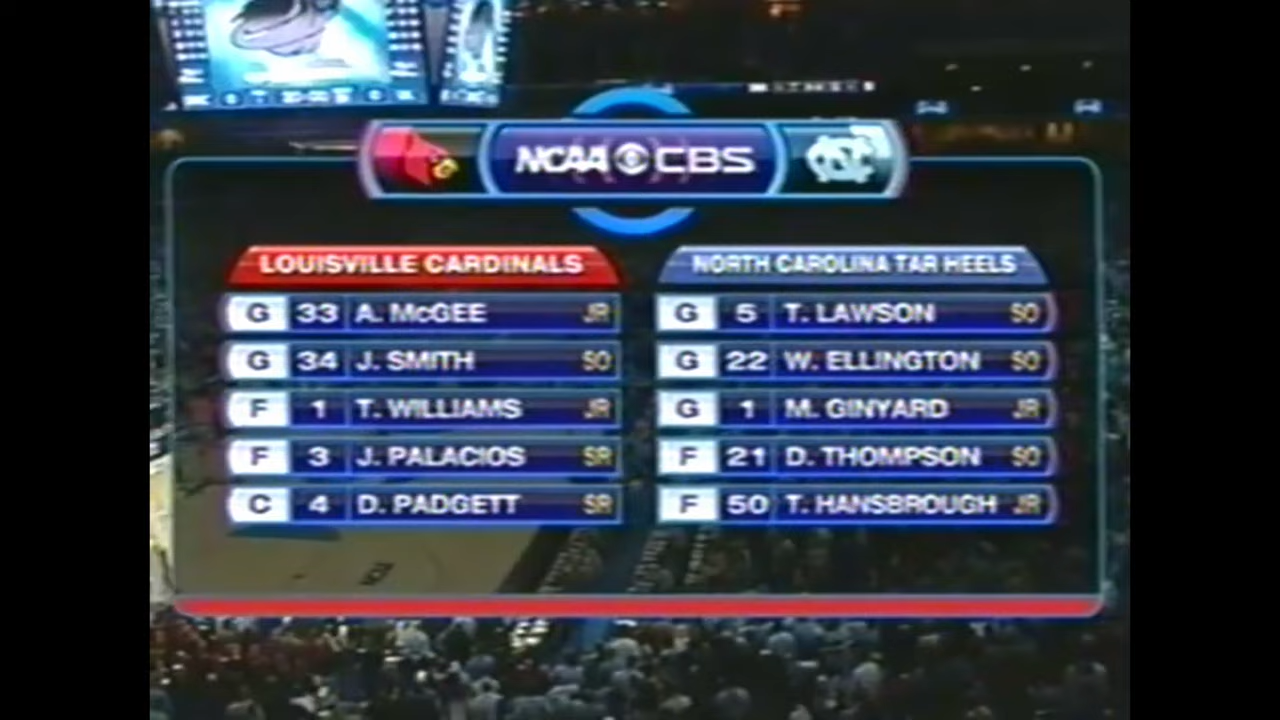 NCAA CBS
LOUISVILLE CARDINALS
G 33 A. McGEE JR
G 34 J. SMITH SO
F 1 T. WILLIAMS JR
F 3 J. PALACIOS SR
C 4 D. PADGETT SR
NORTH CAROLINA TAR HEELS
G 5 T. LAWSON SO
G 22 W. ELLINGTON SO
G 1 M. GINYARD JR
F 21 D. THOMPSON SO
F 50 T. HANSBROUGH JR